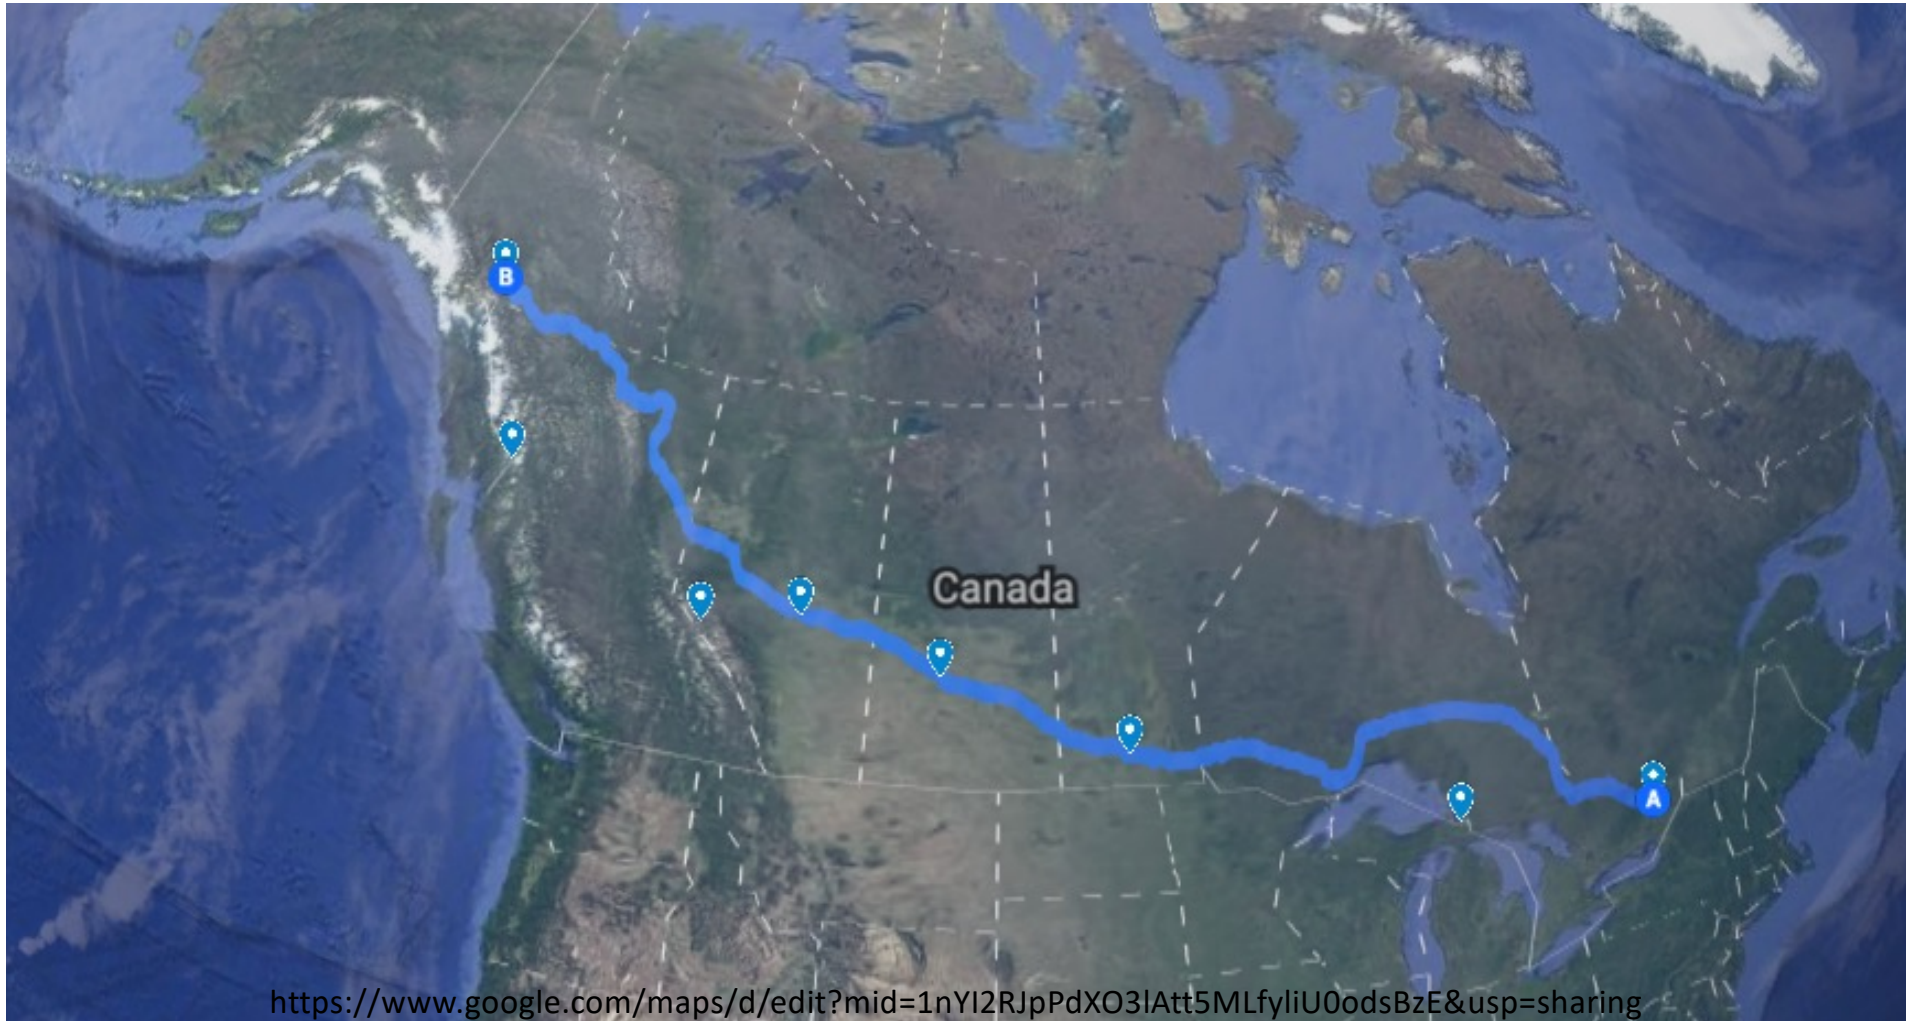 B
Canada
A
https://www.google.com/maps/d/edit?mid=1nYI2RJpPdXO3lAtt5MLfyliU0odsBzE&usp=sharing